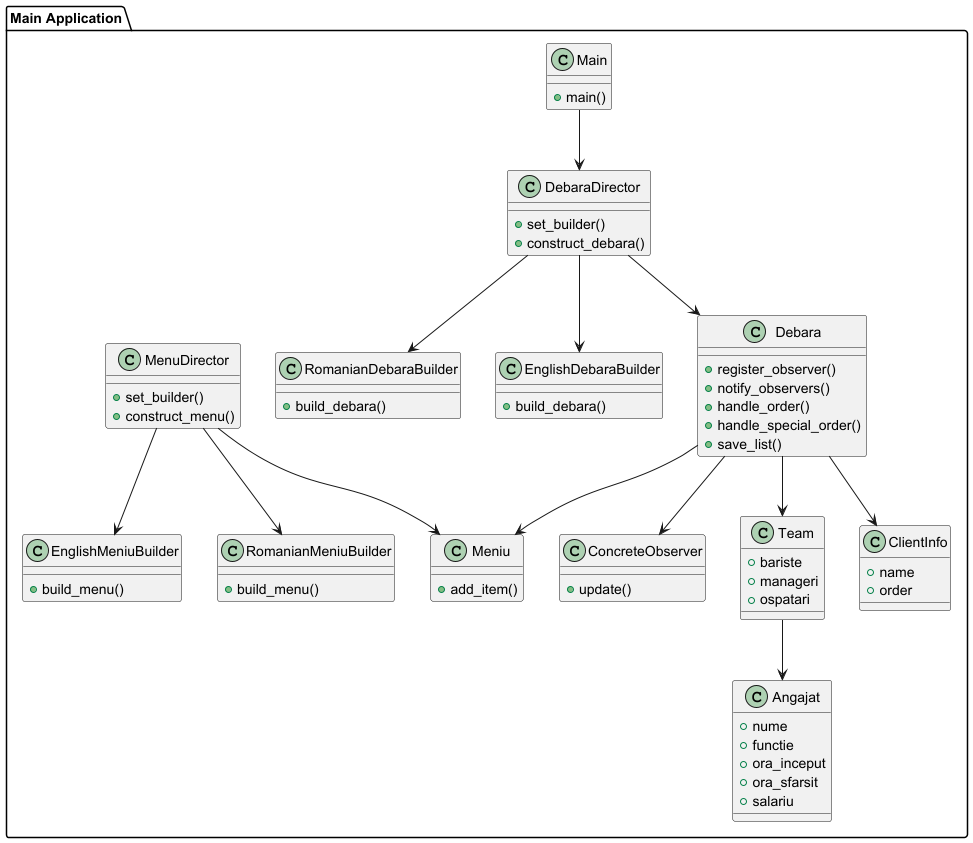 Main Application
C Main
main()
C DebaraDirector
set_builder()
construct_debara()
C MenuDirector
set_builder()
construct_menu()
C RomanianDebaraBuilder
build_debara()
C EnglishDebaraBuilder
build_debara()
C Debara
register_observer()
notify_observers()
handle_order()
handle_special_order()
save_list()
C EnglishMeniuBuilder
build_menu()
C RomanianMeniuBuilder
build_menu()
C Meniu
add_item()
C ConcreteObserver
update()
C Team
bariste
manageri
ospatari
C ClientInfo
name
order
C Angajat
nume
functie
ora_inceput
ora_sfarsit
salariu